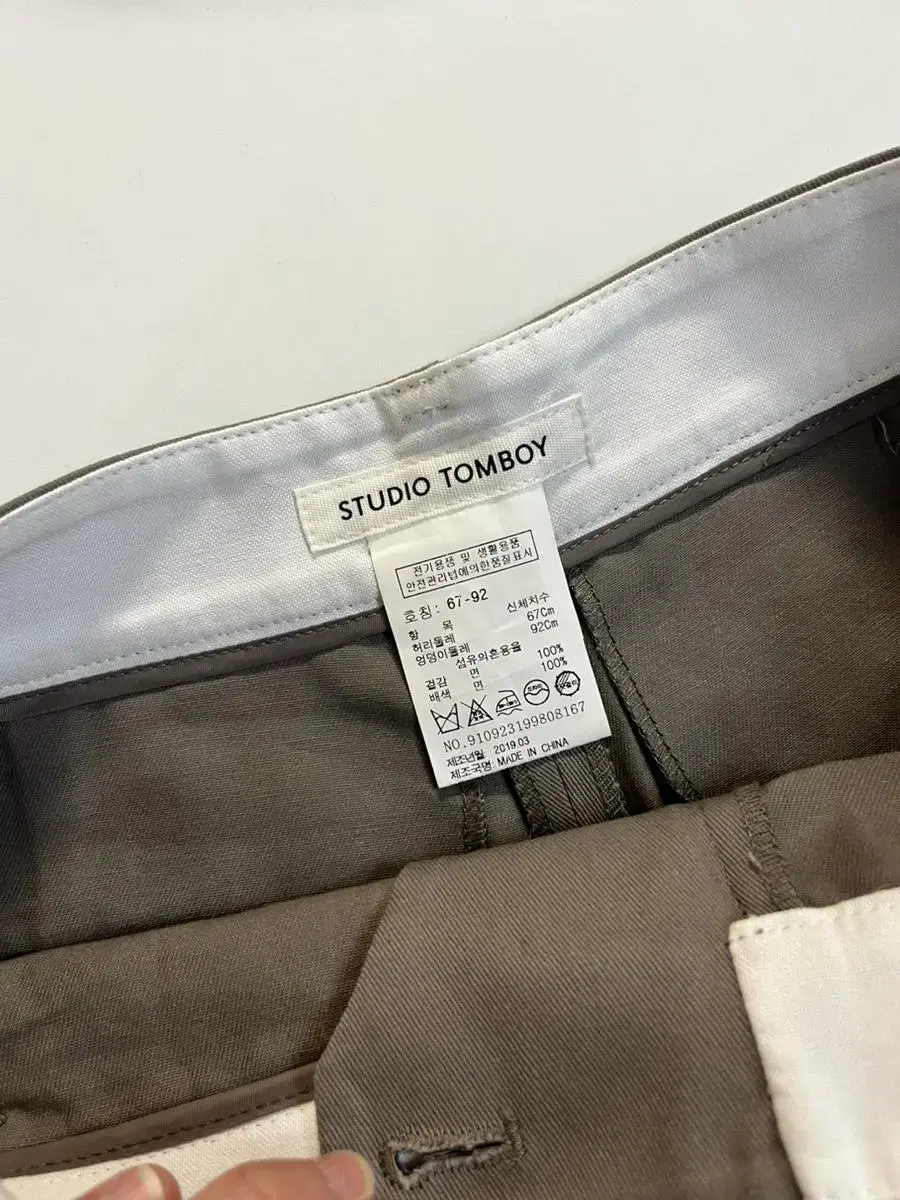 STUDIO TOMBOY
전기용품 및 생활용품
안전관리법에의한품질표시
호칭: 67-92
항 목 신체치수
허리둘레 67Cm
엉덩이둘레 92Cm
섬유의혼용율
겉감 면 100%
배색 면 100%
드라이
NO.910923199808167
제조년월 2019.03
제조국명: MADE IN CHINA